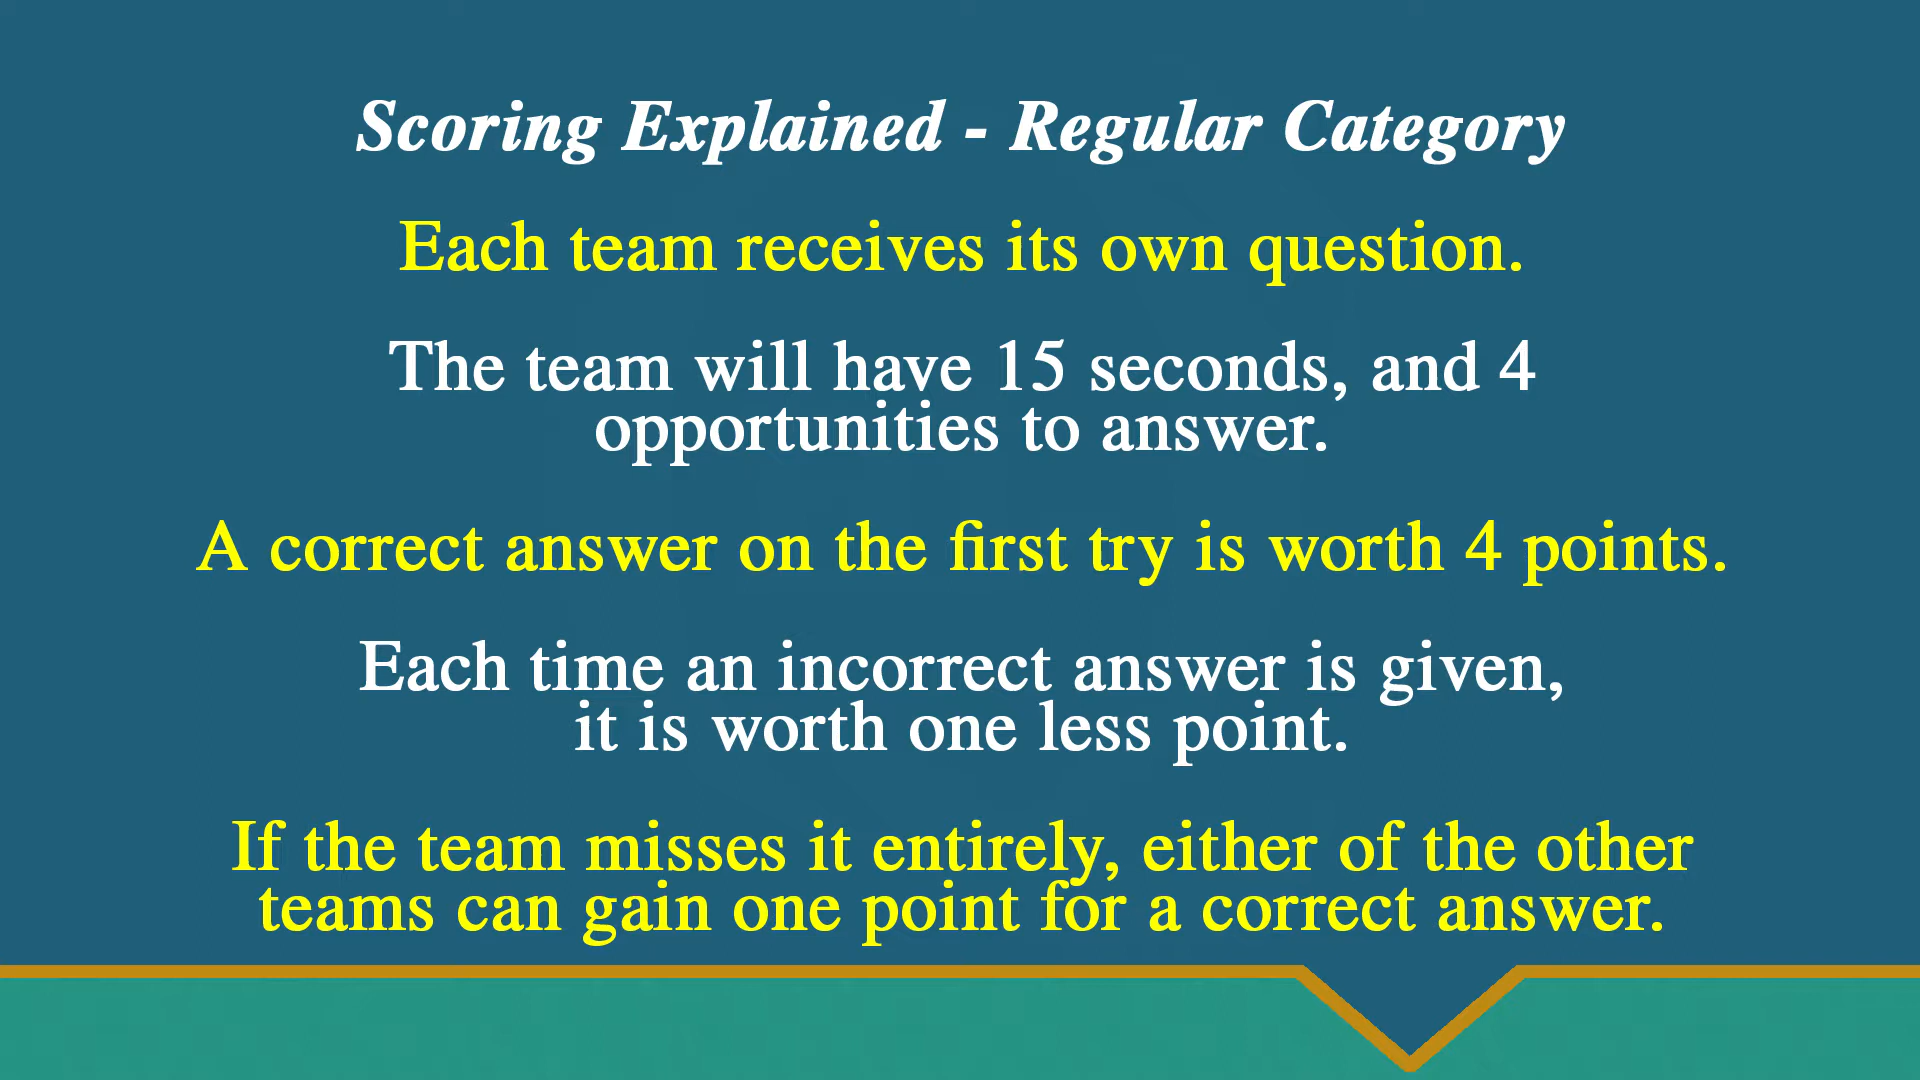 Scoring Explained - Regular Category
Each team receives its own question.
The team will have 15 seconds, and 4
opportunities to answer.
A correct answer on the first try is worth 4 points.
Each time an incorrect answer is given,
it is worth one less point.
If the team misses it entirely, either of the other
teams can gain one point for a correct answer.